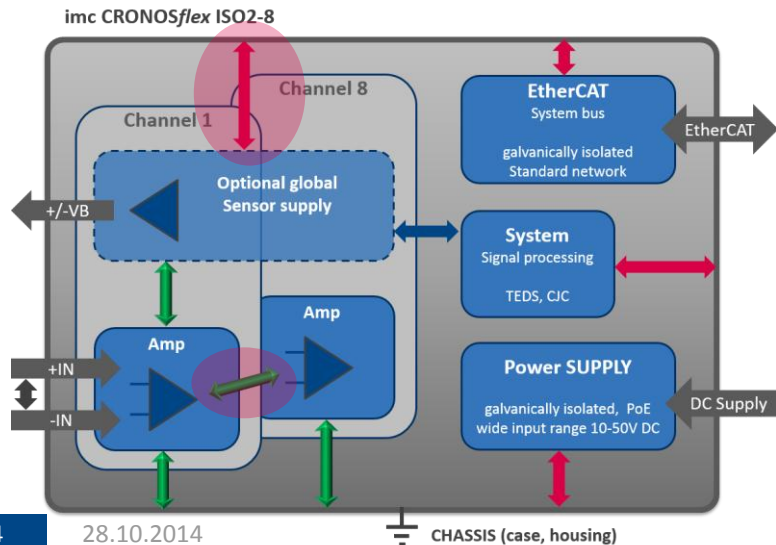 imc CRONOSflex ISO2-8
Channel 8
Channel 1
Optional global
Sensor supply
+/-VB
Amp
Amp
+IN
-IN
EtherCAT
System bus
galvanically isolated
Standard network
EtherCAT
System
Signal processing
TEDS, CJC
Power SUPPLY
galvanically isolated, PoE
wide input range 10-50V DC
DC Supply
4
28.10.2014
CHASSIS (case, housing)